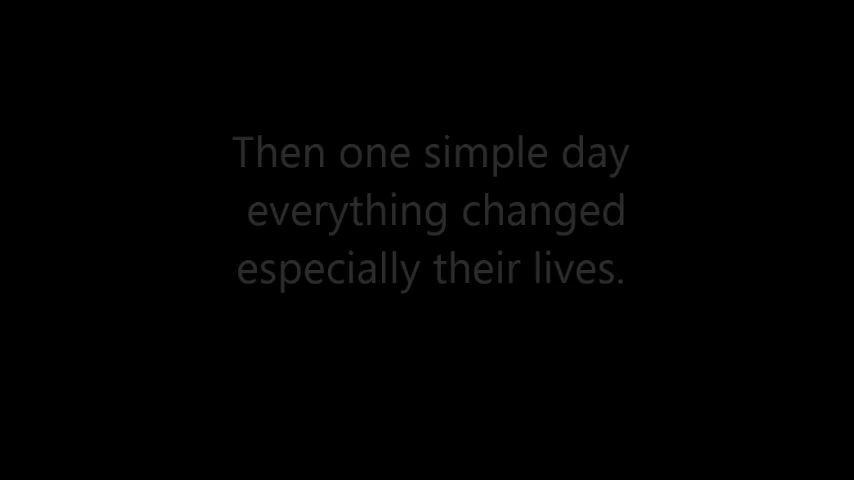 Then one simple day
everything changed
especially their lives.